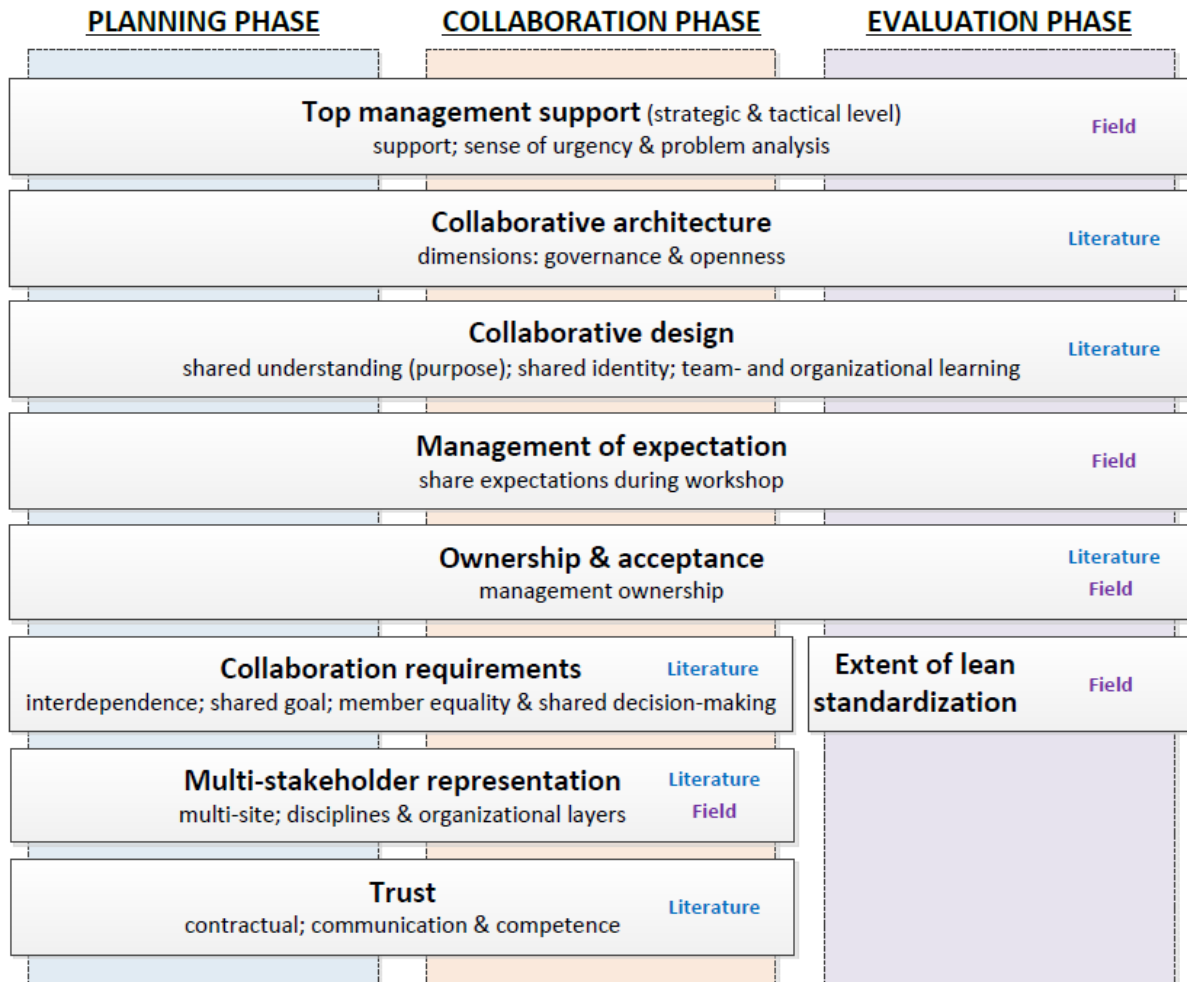 PLANNING PHASE
COLLABORATION PHASE
EVALUATION PHASE
Top management support (strategic & tactical level)
support; sense of urgency & problem analysis
Field
Collaborative architecture
dimensions: governance & openness
Literature
Collaborative design
shared understanding (purpose); shared identity; team- and organizational learning
Literature
Management of expectation
share expectations during workshop
Field
Ownership & acceptance
management ownership
Literature
Field
Collaboration requirements
interdependence; shared goal; member equality & shared decision-making
Literature
Extent of lean
standardization
Field
Multi-stakeholder representation
multi-site; disciplines & organizational layers
Literature
Field
Trust
contractual; communication & competence
Literature